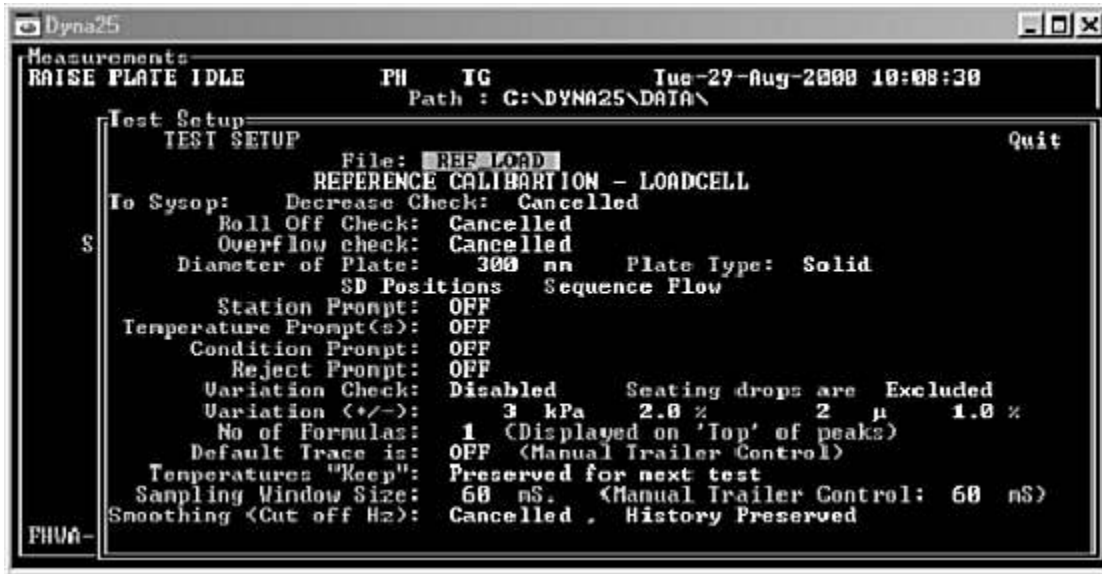 Dyna25
Measurements
RAISE PLATE IDLE PH TG Tue-29-Aug-2000 10:08:30
Path : C:\DYNA25\DATA\
Test Setup
TEST SETUP Quit
File: REF_LOAD
REFERENCE CALIBARTION - LOADCELL
To Sysop: Decrease Check: Cancelled
Roll Off Check: Cancelled
S Overflow check: Cancelled
Diameter of Plate: 300 mm Plate Type: Solid
SD Positions Sequence Flow
Station Prompt: OFF
Temperature Prompt(s): OFF
Condition Prompt: OFF
Reject Prompt: OFF
Variation Check: Disabled Seating drops are Excluded
Variation (+/-): 3 kPa 2.0 % 2 µ 1.0 %
No of Formulas: 1 (Displayed on 'Top' of peaks)
Default Trace is: OFF (Manual Trailer Control)
Temperatures "Keep": Preserved for next test
Sampling Window Size: 60 mS. (Manual Trailer Control: 60 mS)
Smoothing (Cut off Hz): Cancelled . History Preserved
FHWA-